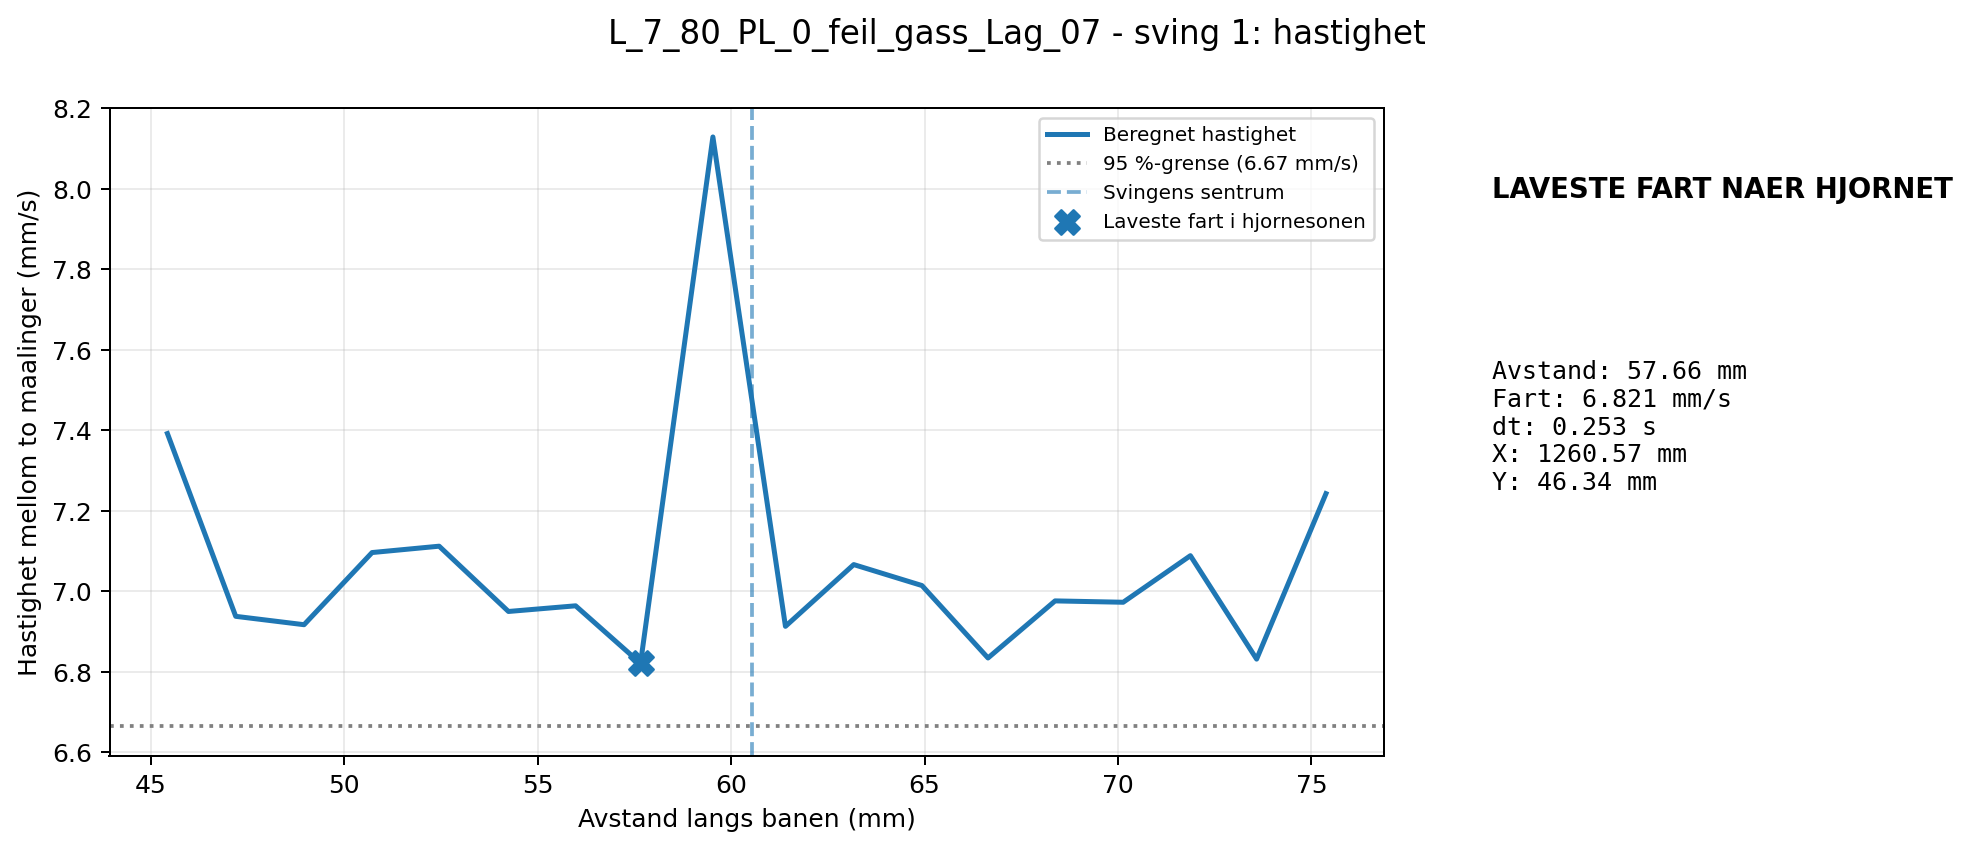 L_7_80_PL_0_feil_gass_Lag_07 - sving 1: hastighet
8.2
8.0
7.8
7.6
7.4
7.2
7.0
6.8
6.6
Hastighet mellom to maalinger (mm/s)
Beregnet hastighet
95 %-grense (6.67 mm/s)
Svingens sentrum
Laveste fart i hjornesonen
45 50 55 60 65 70 75
Avstand langs banen (mm)
LAVESTE FART NAER HJORNET
Avstand: 57.66 mm
Fart: 6.821 mm/s
dt: 0.253 s
X: 1260.57 mm
Y: 46.34 mm